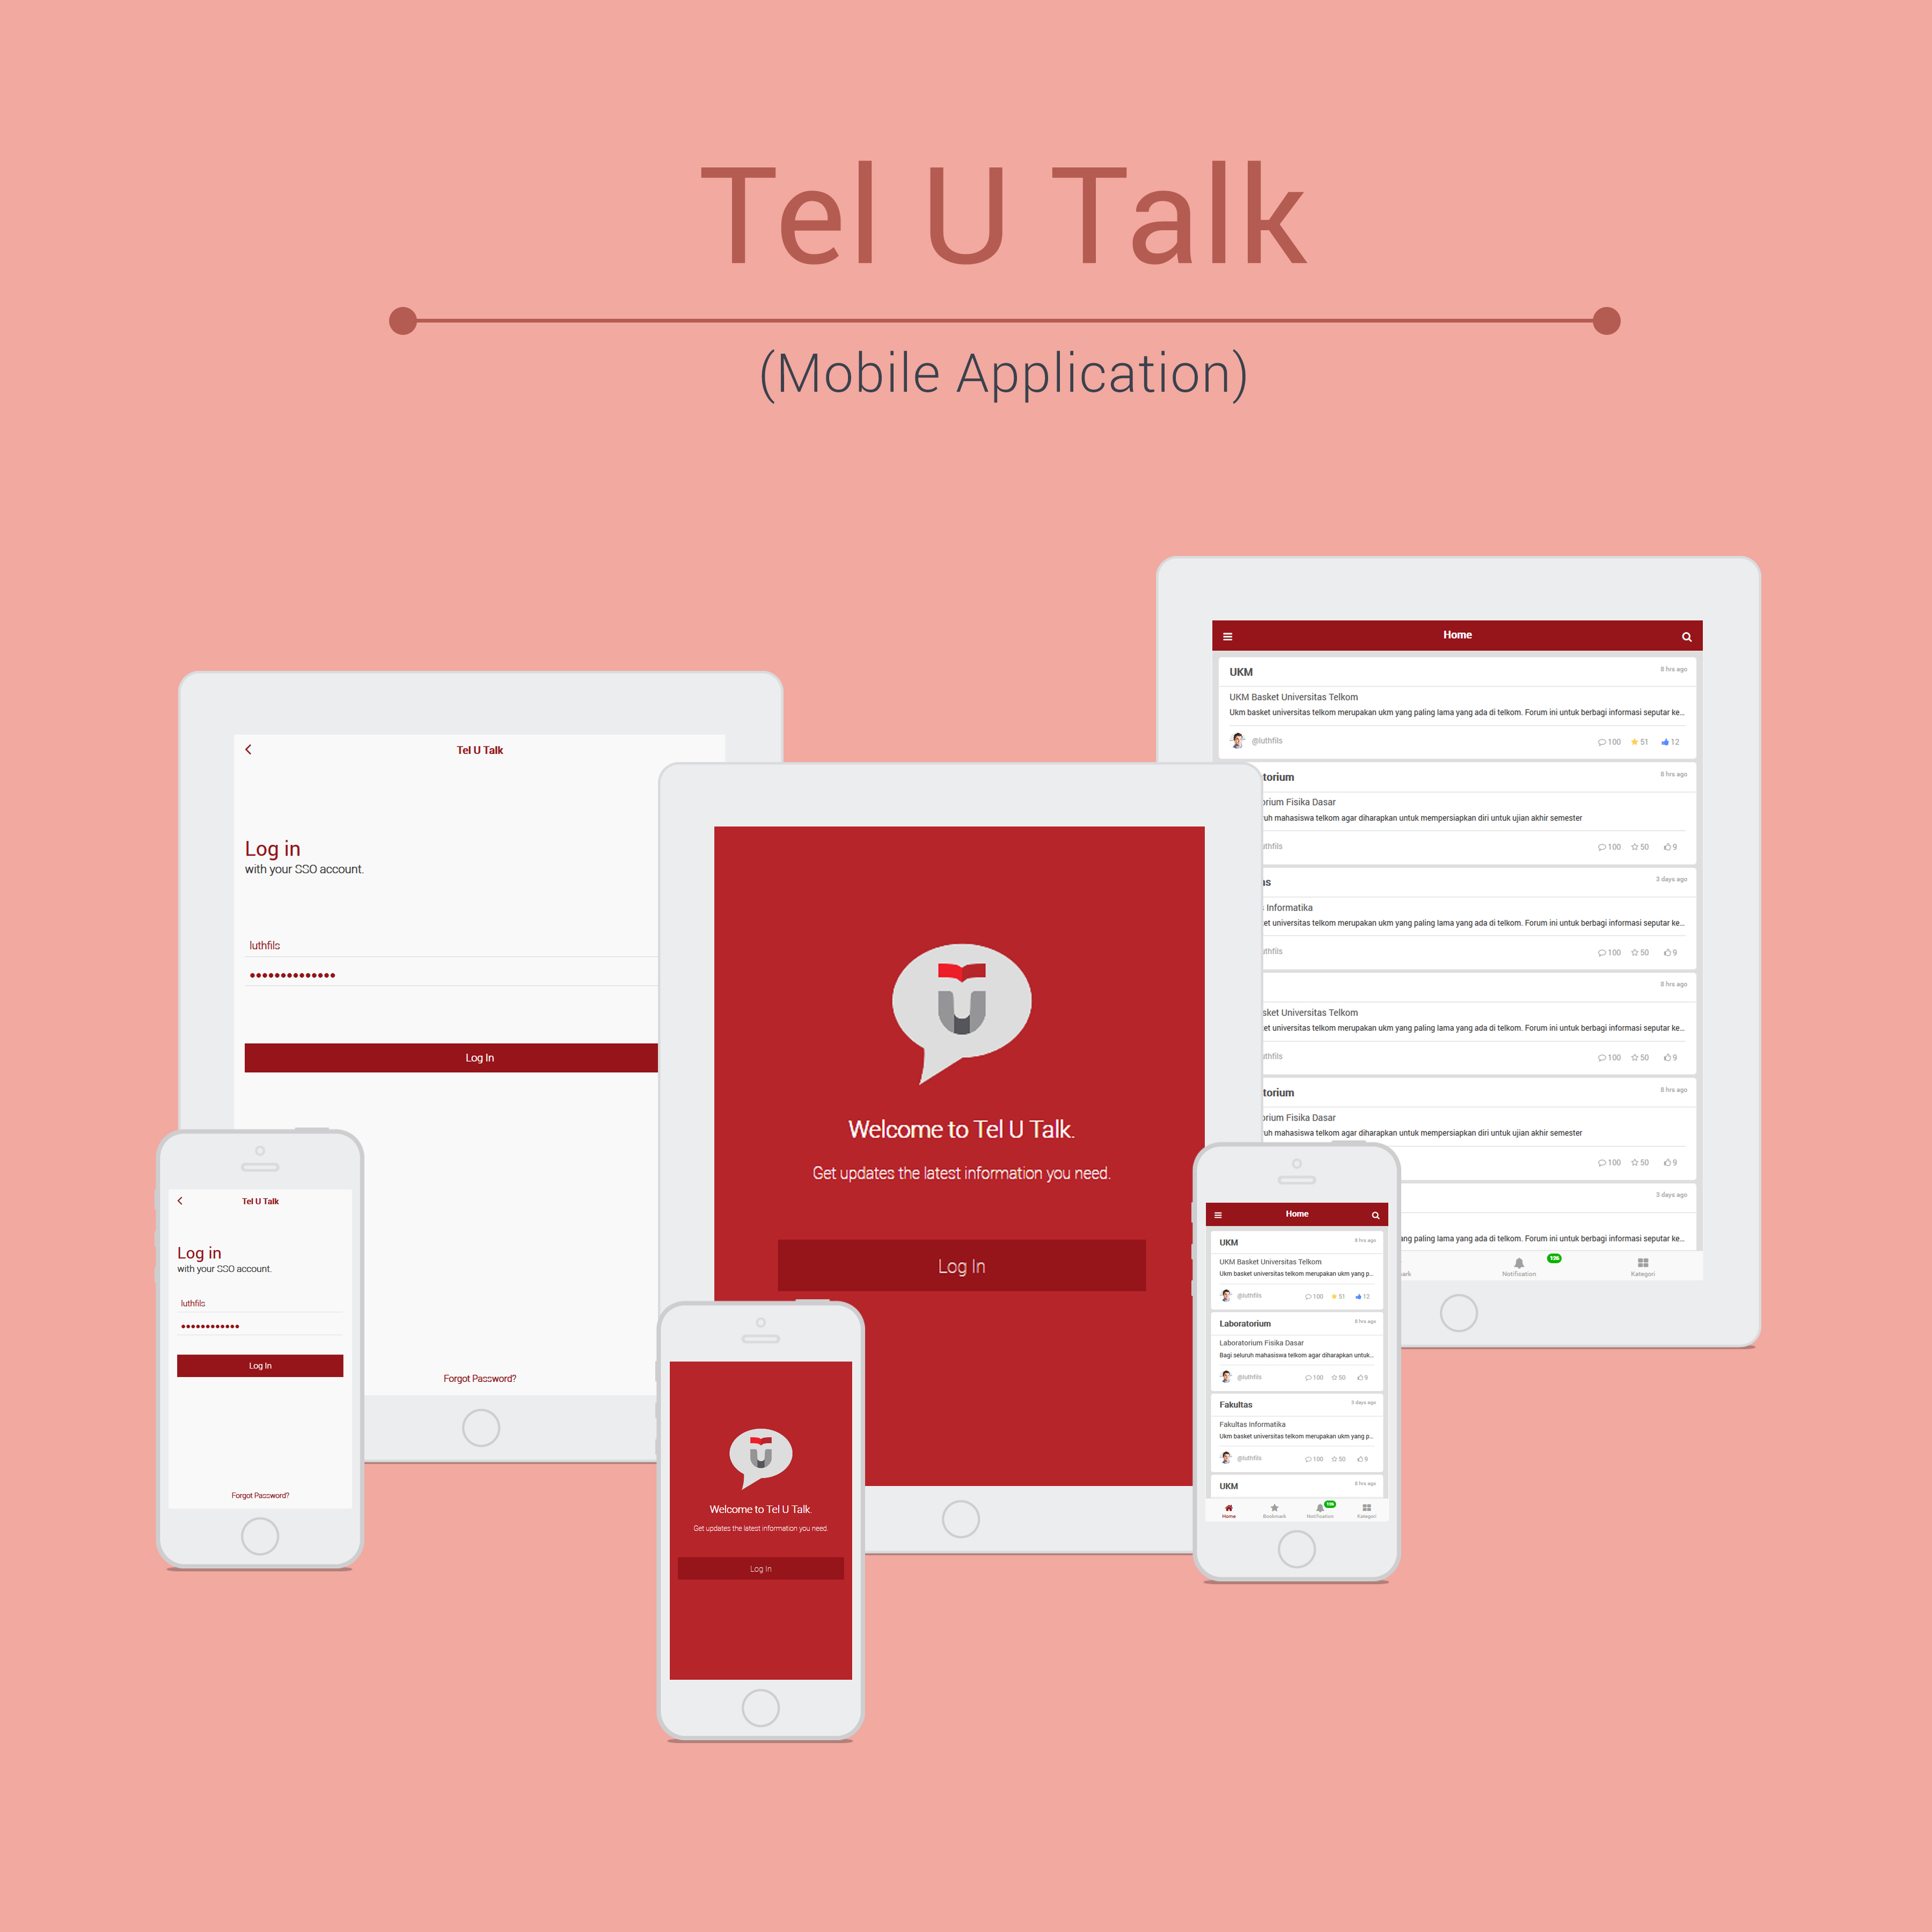 Tel U Talk
(Mobile Application)
Tel U Talk
Log in
with your SSO account.
luthfils
Log In
Forgot Password?
Welcome to Tel U Talk.
Get updates the latest information you need.
Log In
Home
UKM
8 hrs ago
UKM Basket Universitas Telkom
Ukm basket universitas telkom merupakan ukm yang paling lama yang ada di telkom. Forum ini untuk berbagi informasi seputar ke...
@luthfils
100 51 12
torium
8 hrs ago
rium Fisika Dasar
uh mahasiswa telkom agar diharapkan untuk mempersiapkan diri untuk ujian akhir semester
thfils
100 50 9
as
3 days ago
Informatika
et universitas telkom merupakan ukm yang paling lama yang ada di telkom. Forum ini untuk berbagi informasi seputar ke...
thfils
100 50 9
8 hrs ago
sket Universitas Telkom
et universitas telkom merupakan ukm yang paling lama yang ada di telkom. Forum ini untuk berbagi informasi seputar ke...
thfils
100 50 9
torium
8 hrs ago
rium Fisika Dasar
uh mahasiswa telkom agar diharapkan untuk mempersiapkan diri untuk ujian akhir semester
100 50 9
3 days ago
ang paling lama yang ada di telkom. Forum ini untuk berbagi informasi seputar ke...
ark
Notification 106
Kategori
Tel U Talk
Log in
with your SSO account.
luthfils
Log In
Forgot Password?
Welcome to Tel U Talk.
Get updates the latest information you need.
Log In
Home
UKM
8 hrs ago
UKM Basket Universitas Telkom
Ukm basket universitas telkom merupakan ukm yang p...
@luthfils
100 51 12
Laboratorium
8 hrs ago
Laboratorium Fisika Dasar
Bagi seluruh mahasiswa telkom agar diharapkan untuk...
@luthfils
100 50 9
Fakultas
3 days ago
Fakultas Informatika
Ukm basket universitas telkom merupakan ukm yang p...
@luthfils
100 50 9
UKM
8 hrs ago
106
Home Bookmark Notification Kategori